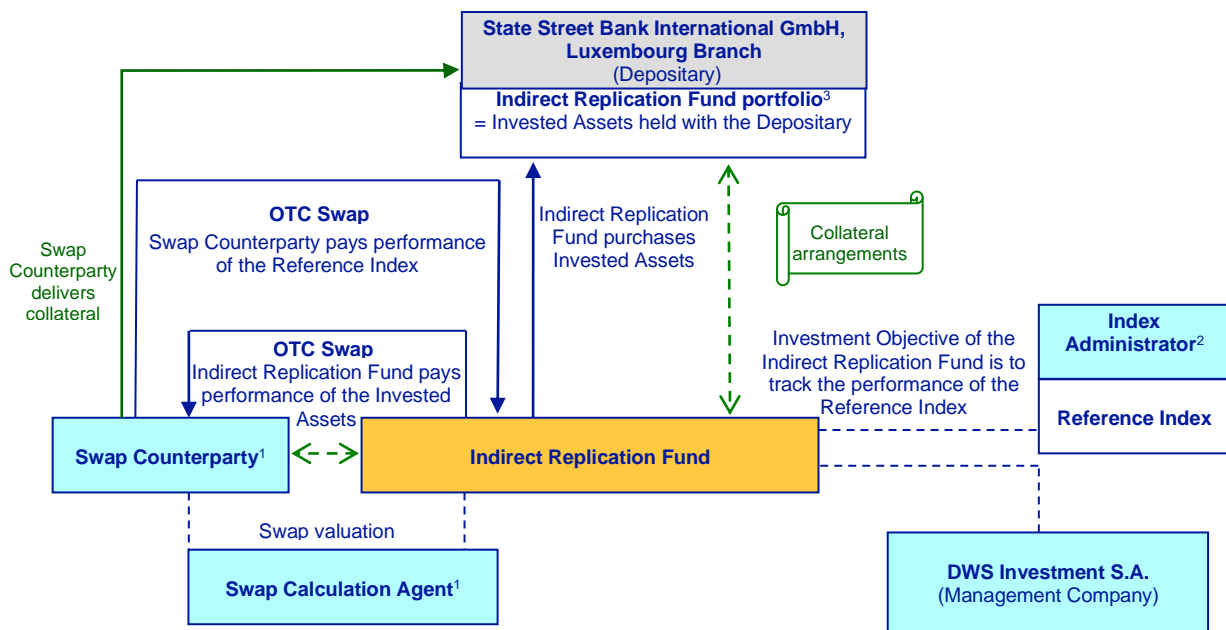 State Street Bank International GmbH,
Luxembourg Branch
(Depositary)
Indirect Replication Fund portfolio³
= Invested Assets held with the Depositary
OTC Swap
Swap Counterparty pays performance
of the Reference Index
Indirect Replication
Fund purchases
Invested Assets
Collateral
arrangements
Swap
Counterparty
delivers
collateral
OTC Swap
Indirect Replication Fund pays
performance of the Invested
Assets
Investment Objective of the
Indirect Replication Fund is to
track the performance of the
Reference Index
Index
Administrator²
Reference Index
Swap Counterparty¹
Indirect Replication Fund
Swap valuation
Swap Calculation Agent¹
DWS Investment S.A.
(Management Company)